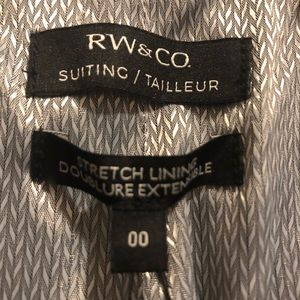 RW&CO.
SUITING / TAILLEUR
STRETCH LINING
DOUBLURE EXTENSIBLE
00